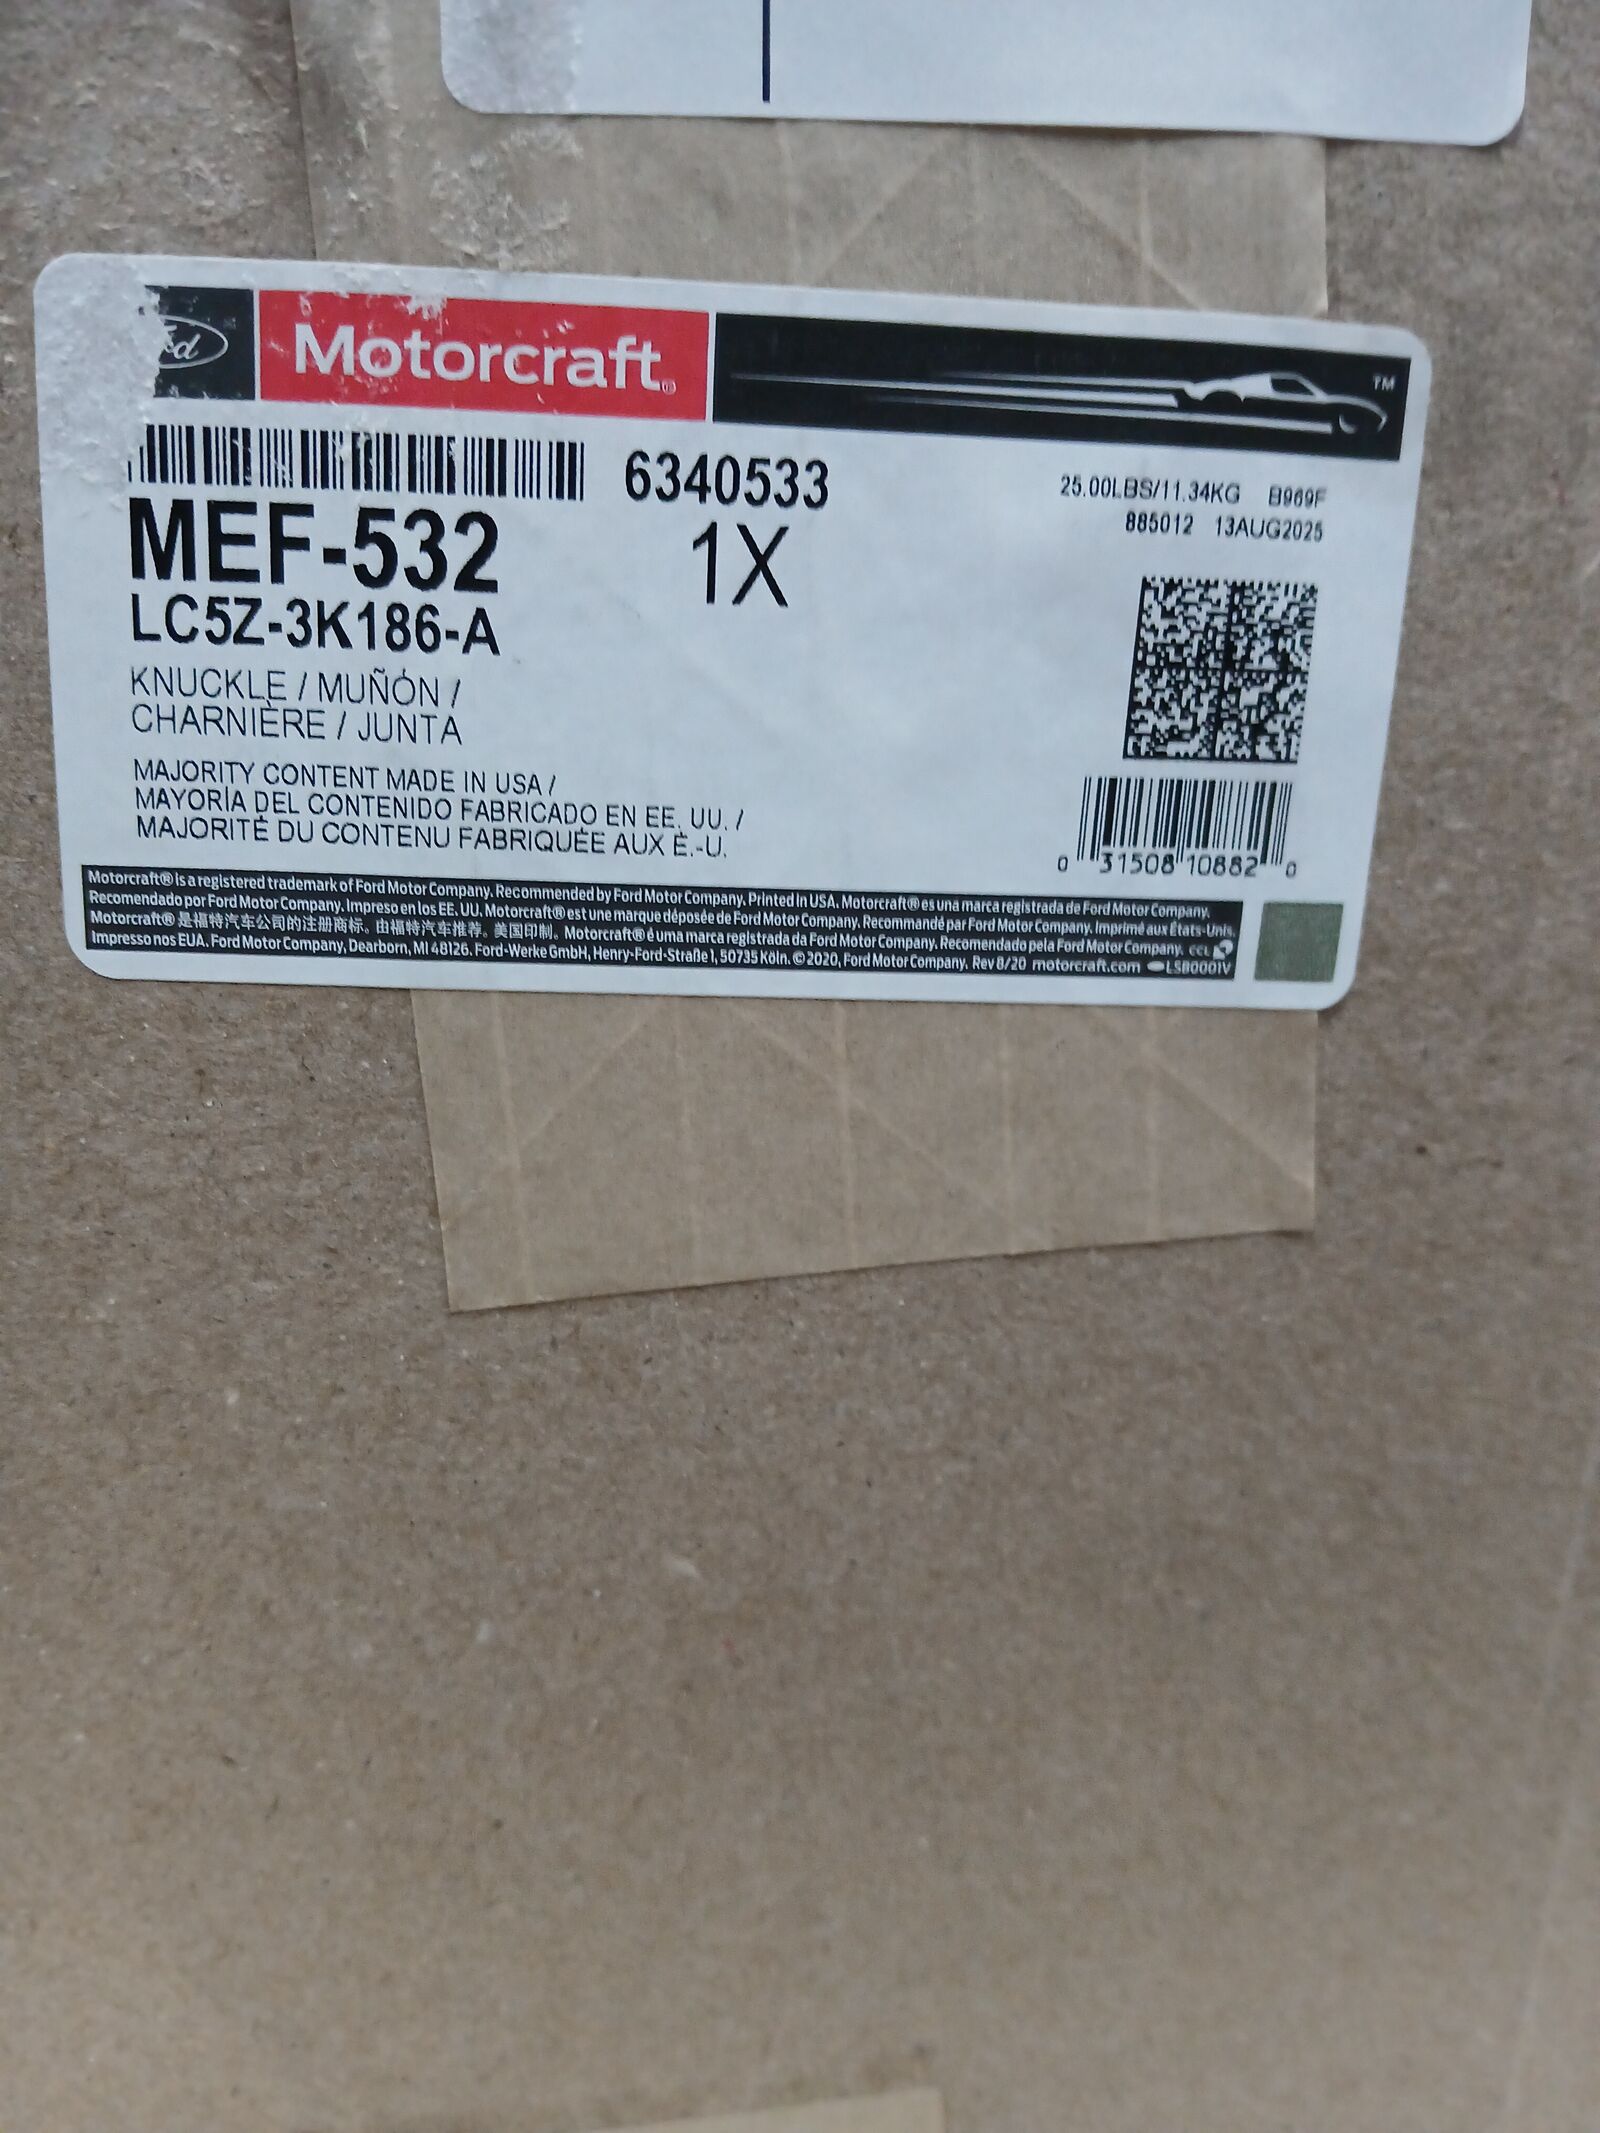 Motorcraft®
TM
6340533
25.00LBS/11.34KG B969F
MEF-532
1X
885012 13AUG2025
LC5Z-3K186-A
KNUCKLE / MUÑÓN /
CHARNIÈRE / JUNTA
MAJORITY CONTENT MADE IN USA /
MAYORÍA DEL CONTENIDO FABRICADO EN EE. UU. /
MAJORITÉ DU CONTENU FABRIQUÉE AUX É.-U.
0 31508 10882 0
Motorcraft® is a registered trademark of Ford Motor Company. Recommended by Ford Motor Company. Printed in USA. Motorcraft® es una marca registrada de Ford Motor Company.
Recomendado por Ford Motor Company. Impreso en los EE. UU. Motorcraft® est une marque déposée de Ford Motor Company. Recommandé par Ford Motor Company. Imprimé aux États-Unis.
Motorcraft® 是福特汽车公司的注册商标。由福特汽车推荐。美国印制。Motorcraft® é uma marca registrada da Ford Motor Company. Recomendado pela Ford Motor Company. CCL
Impresso nos EUA. Ford Motor Company, Dearborn, MI 48126. Ford-Werke GmbH, Henry-Ford-Straße 1, 50735 Köln. © 2020, Ford Motor Company. Rev 8/20 motorcraft.com LSB0001V